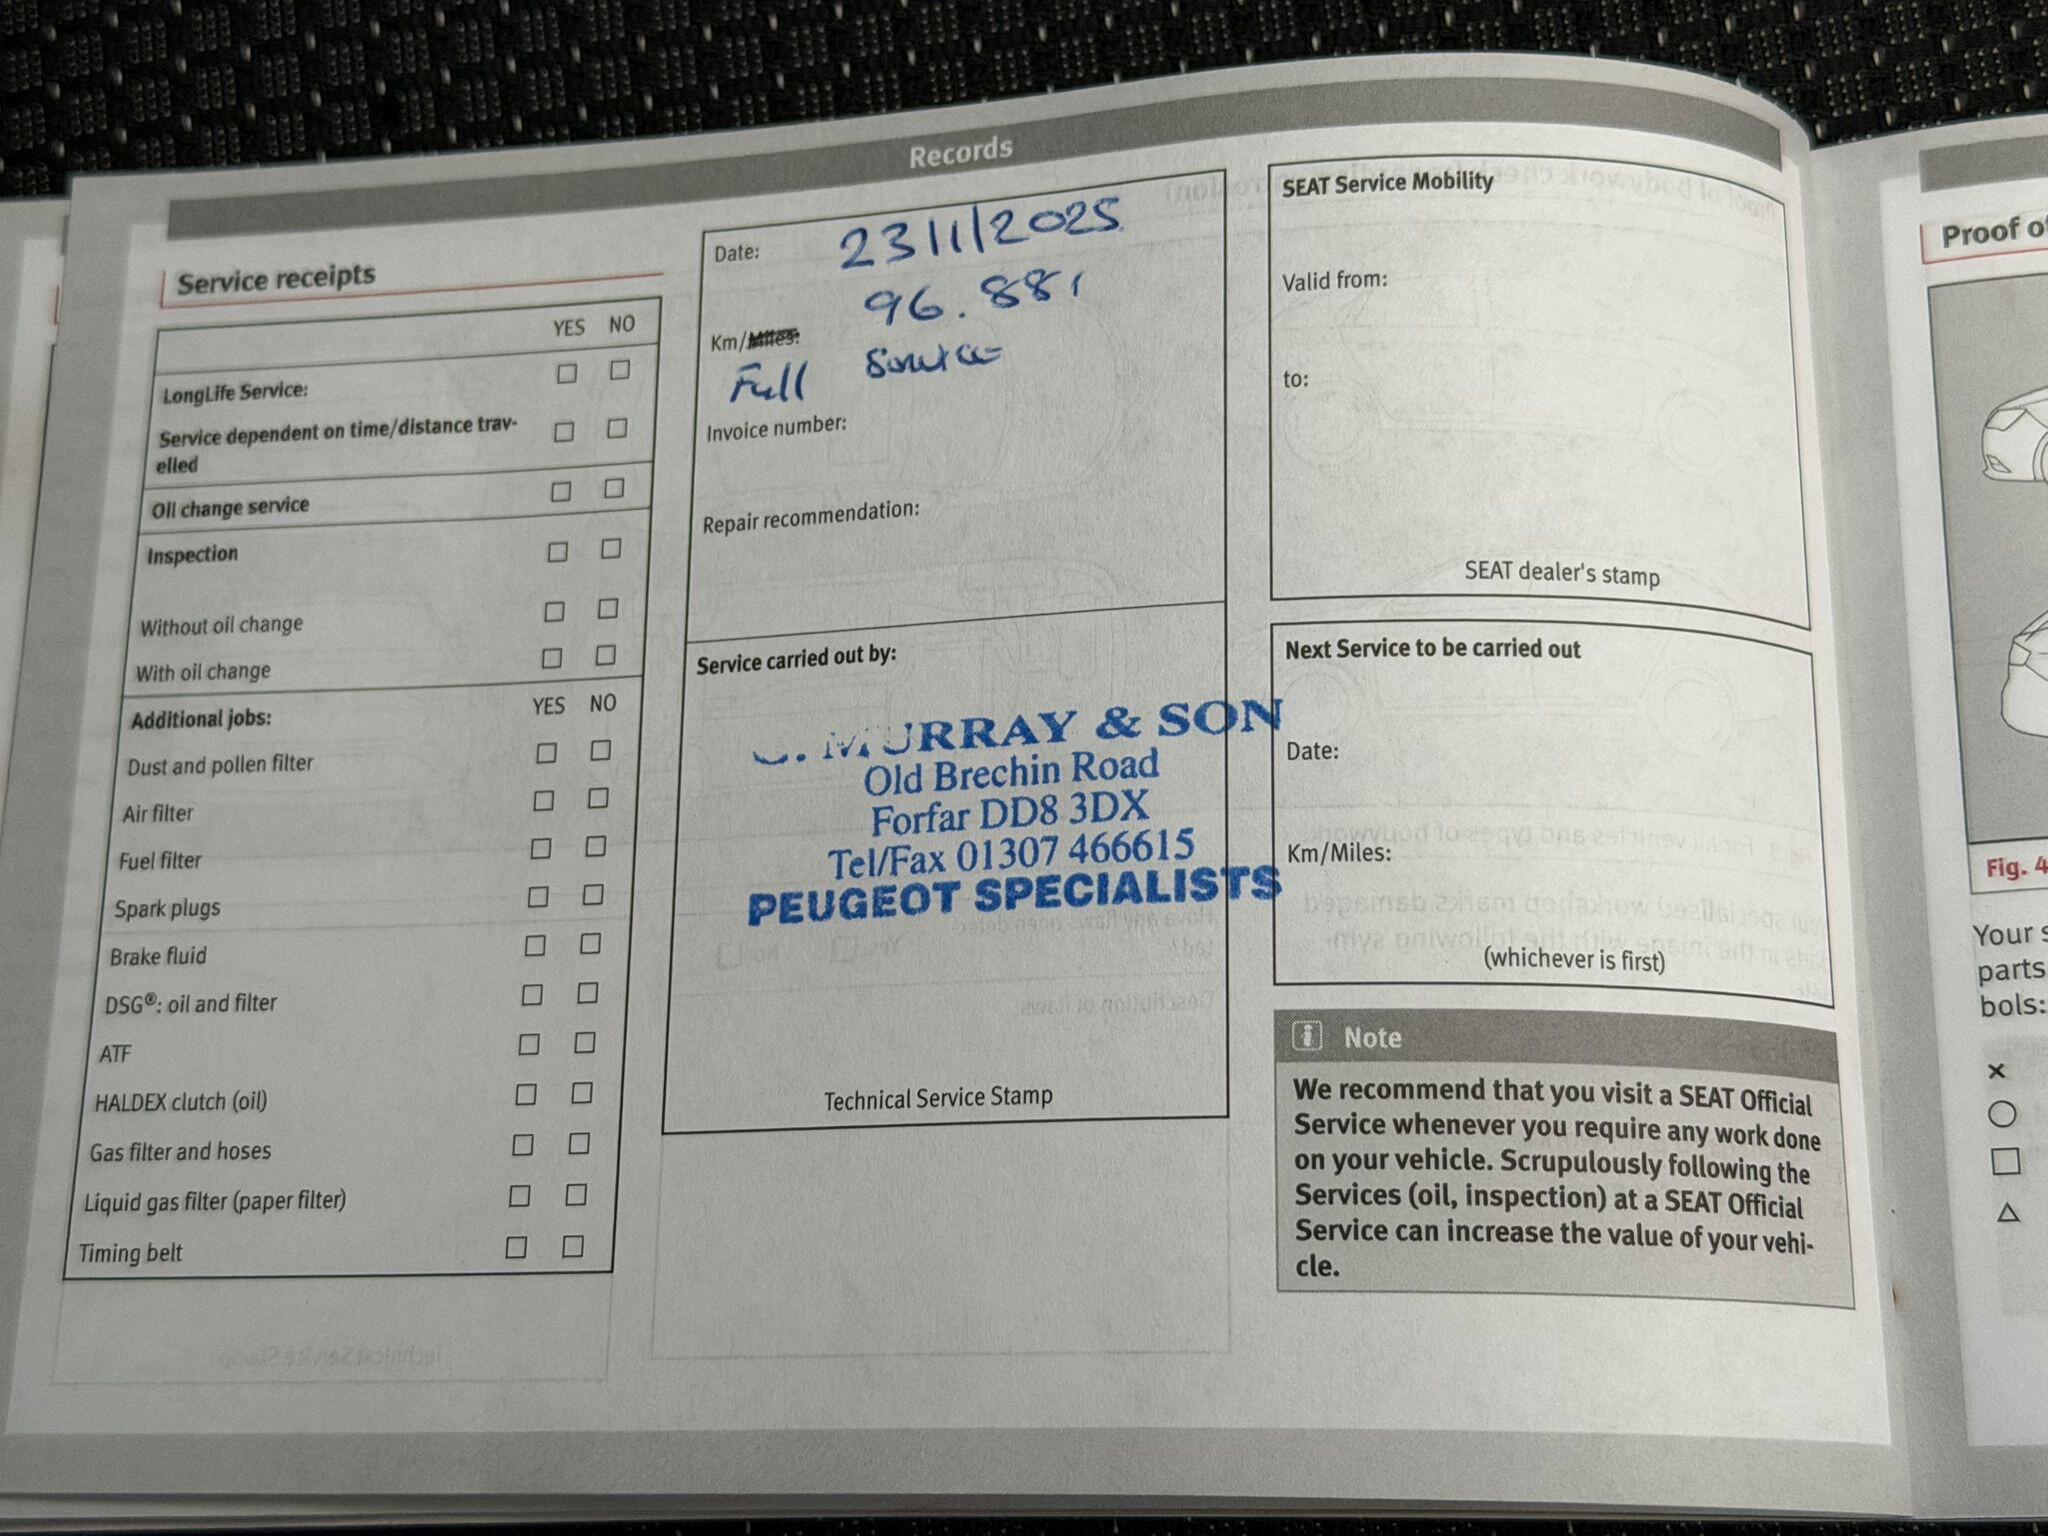 Records
Service receipts
YES NO
LongLife Service:
Service dependent on time/distance trav-
elled
Oil change service
Inspection
Without oil change
With oil change
Additional jobs: YES NO
Dust and pollen filter
Air filter
Fuel filter
Spark plugs
Brake fluid
DSG®: oil and filter
ATF
HALDEX clutch (oil)
Gas filter and hoses
Liquid gas filter (paper filter)
Timing belt
Date: 23/1/2025
96.881
Km/Miles:
Full Service
Invoice number:
Repair recommendation:
Service carried out by:
MURRAY & SON
Old Brechin Road
Forfar DD8 3DX
Tel/Fax 01307 466615
PEUGEOT SPECIALISTS
Technical Service Stamp
SEAT Service Mobility
Valid from:
to:
SEAT dealer's stamp
Next Service to be carried out
Date:
Km/Miles:
(whichever is first)
i Note
We recommend that you visit a SEAT Official
Service whenever you require any work done
on your vehicle. Scrupulously following the
Services (oil, inspection) at a SEAT Official
Service can increase the value of your vehi-
cle.
Proof
Fig.
Your
parts
bols: